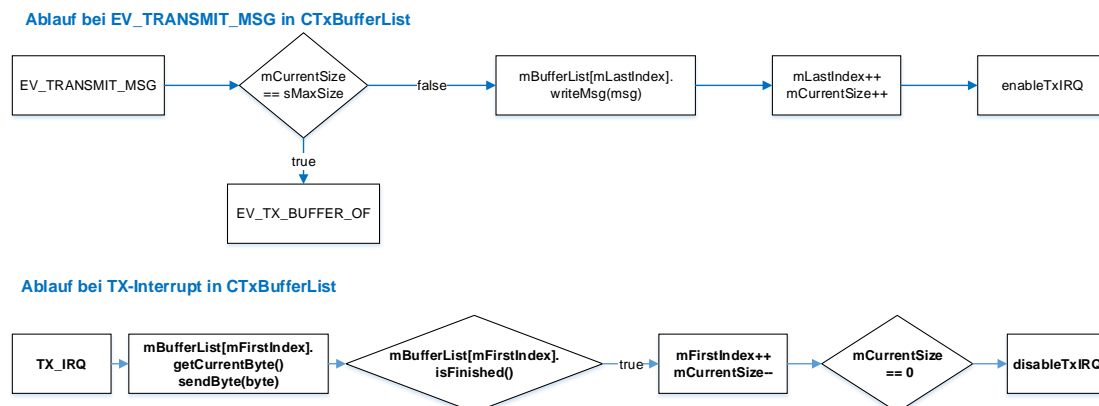 Ablauf bei EV_TRANSMIT_MSG in CTxBufferList
EV_TRANSMIT_MSG
mCurrentSize
== sMaxSize
false
mBufferList[mLastIndex].
writeMsg(msg)
mLastIndex++
mCurrentSize++
enableTxIRQ
true
EV_TX_BUFFER_OF
Ablauf bei TX-Interrupt in CTxBufferList
TX_IRQ
mBufferList[mFirstIndex].
getCurrentByte()
sendByte(byte)
mBufferList[mFirstIndex].
isFinished()
true
mFirstIndex++
mCurrentSize--
mCurrentSize
== 0
disableTxIRQ